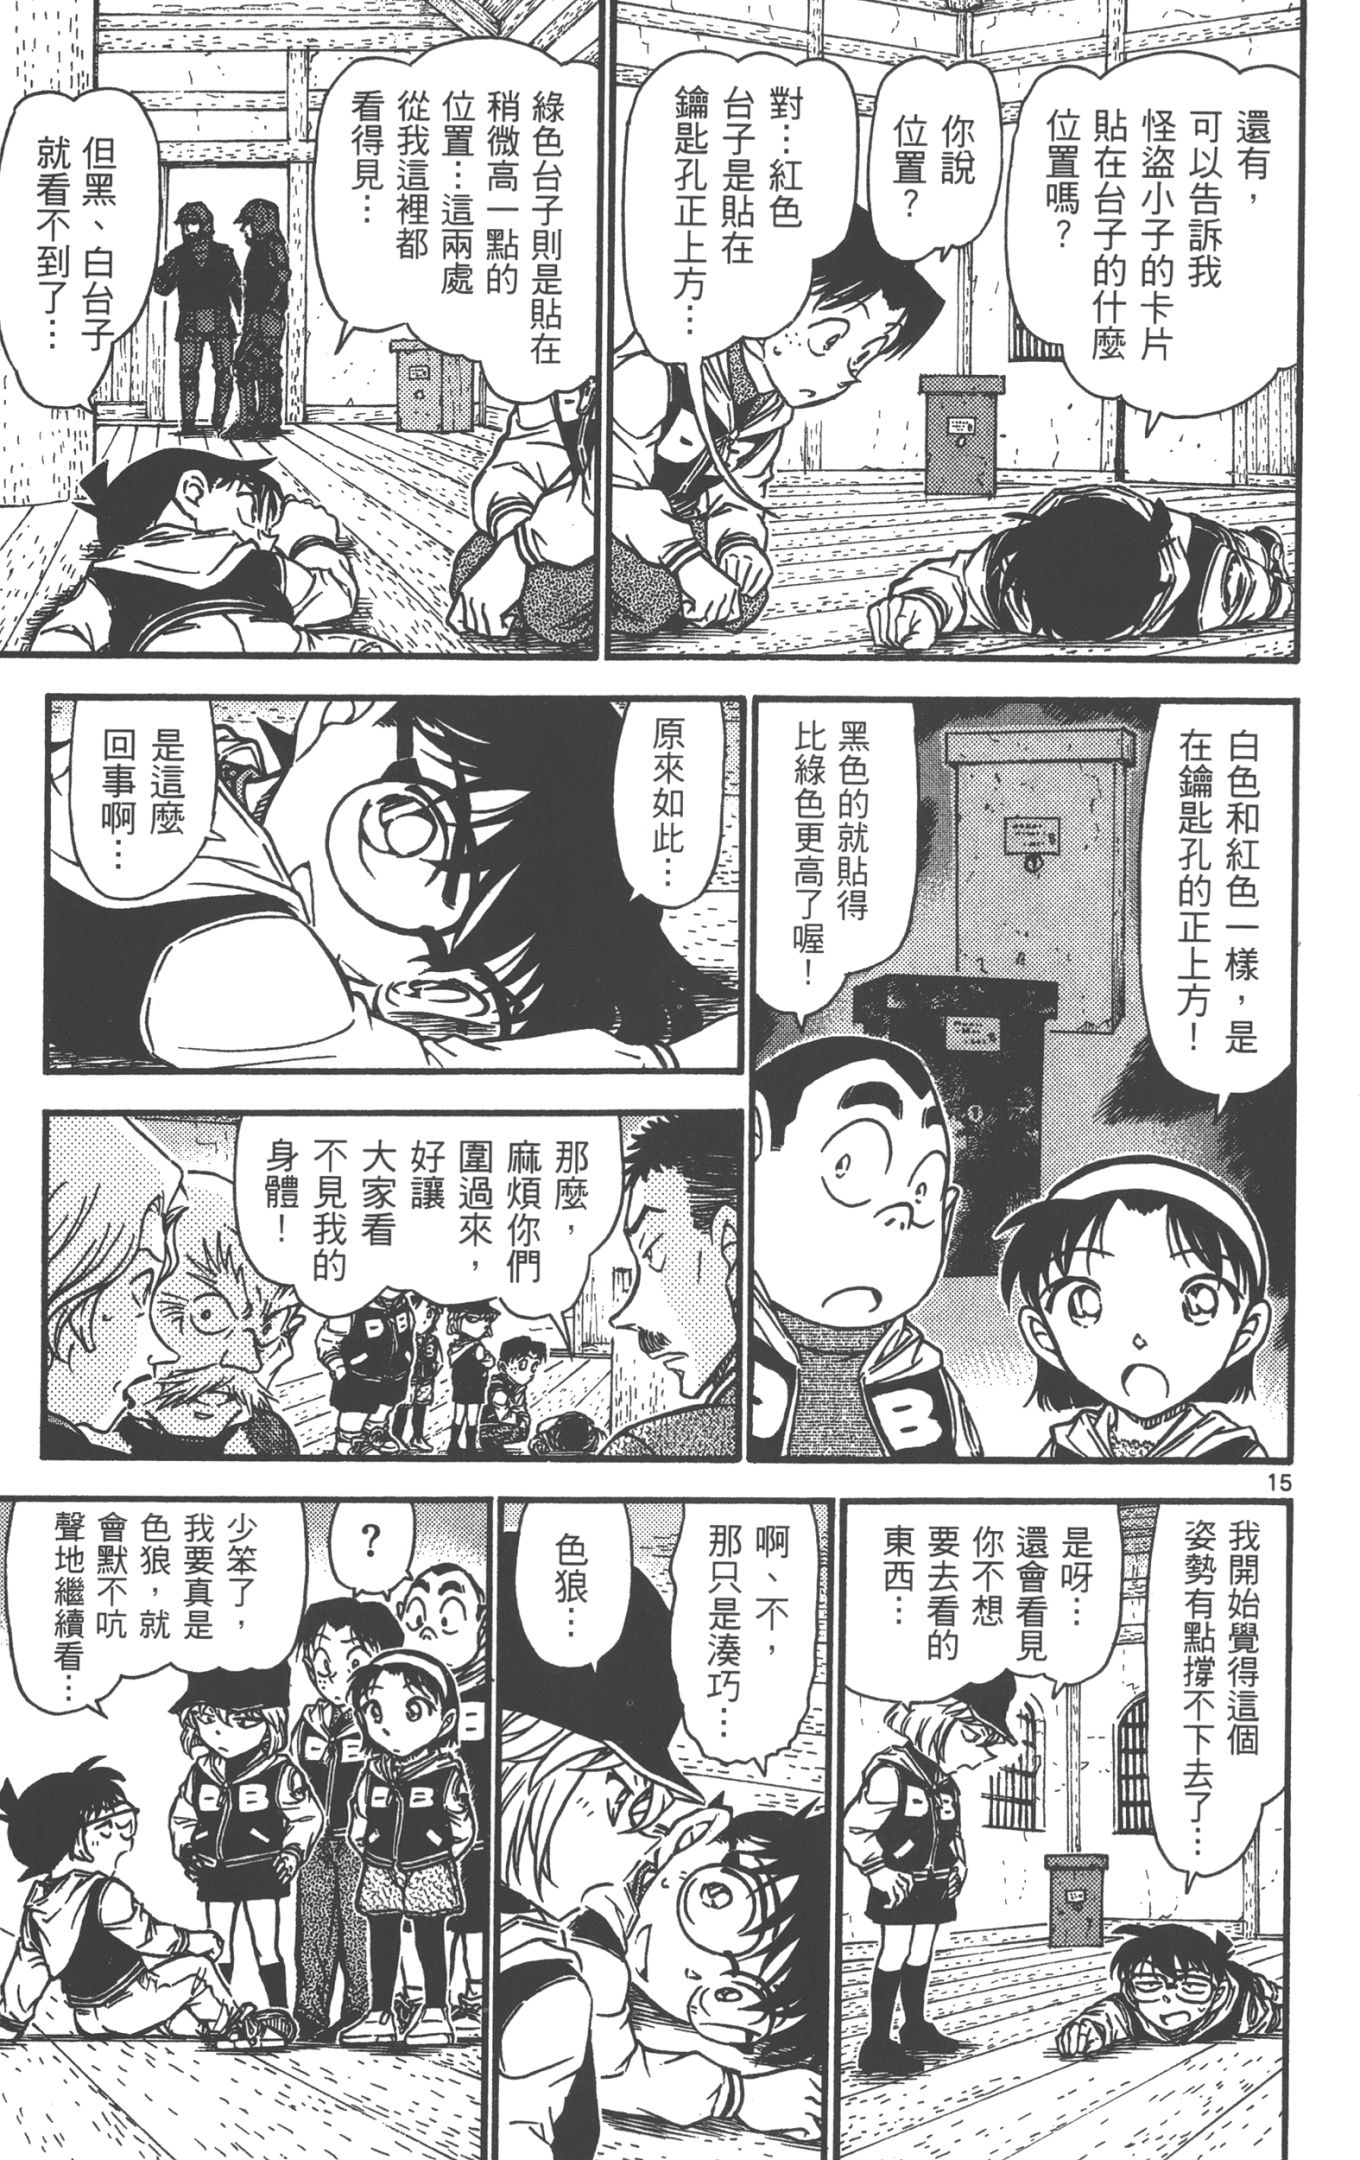 還有，
可以告訴我
怪盜小子的卡片
貼在台子的什麼
位置嗎？
你說
位置？
對…紅色
台子是貼在
鑰匙孔正上方…
綠色台子則是貼在
稍微高一點的
位置…這兩處
從我這裡都
看得見…
但黑、白台子
就看不到了…
白色和紅色一樣，是
在鑰匙孔的正上方！
黑色的就貼得
比綠色更高了喔！
原來如此…
是這麼
回事啊…
那麼，
麻煩你們
圍過來，
好讓
大家看
不見我的
身體！
15
我開始覺得這個
姿勢有點撐不下去了…
是呀…
還會看見
你不想
要去看的
東西…
啊、不，
那只是湊巧…
色狼…
？
少笨了，
我要真是
色狼，就
會默不吭
聲地繼續看…